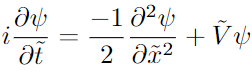 i ∂ψ/∂t̃ = -1/2 ∂²ψ/∂x̃² + Ṽψ